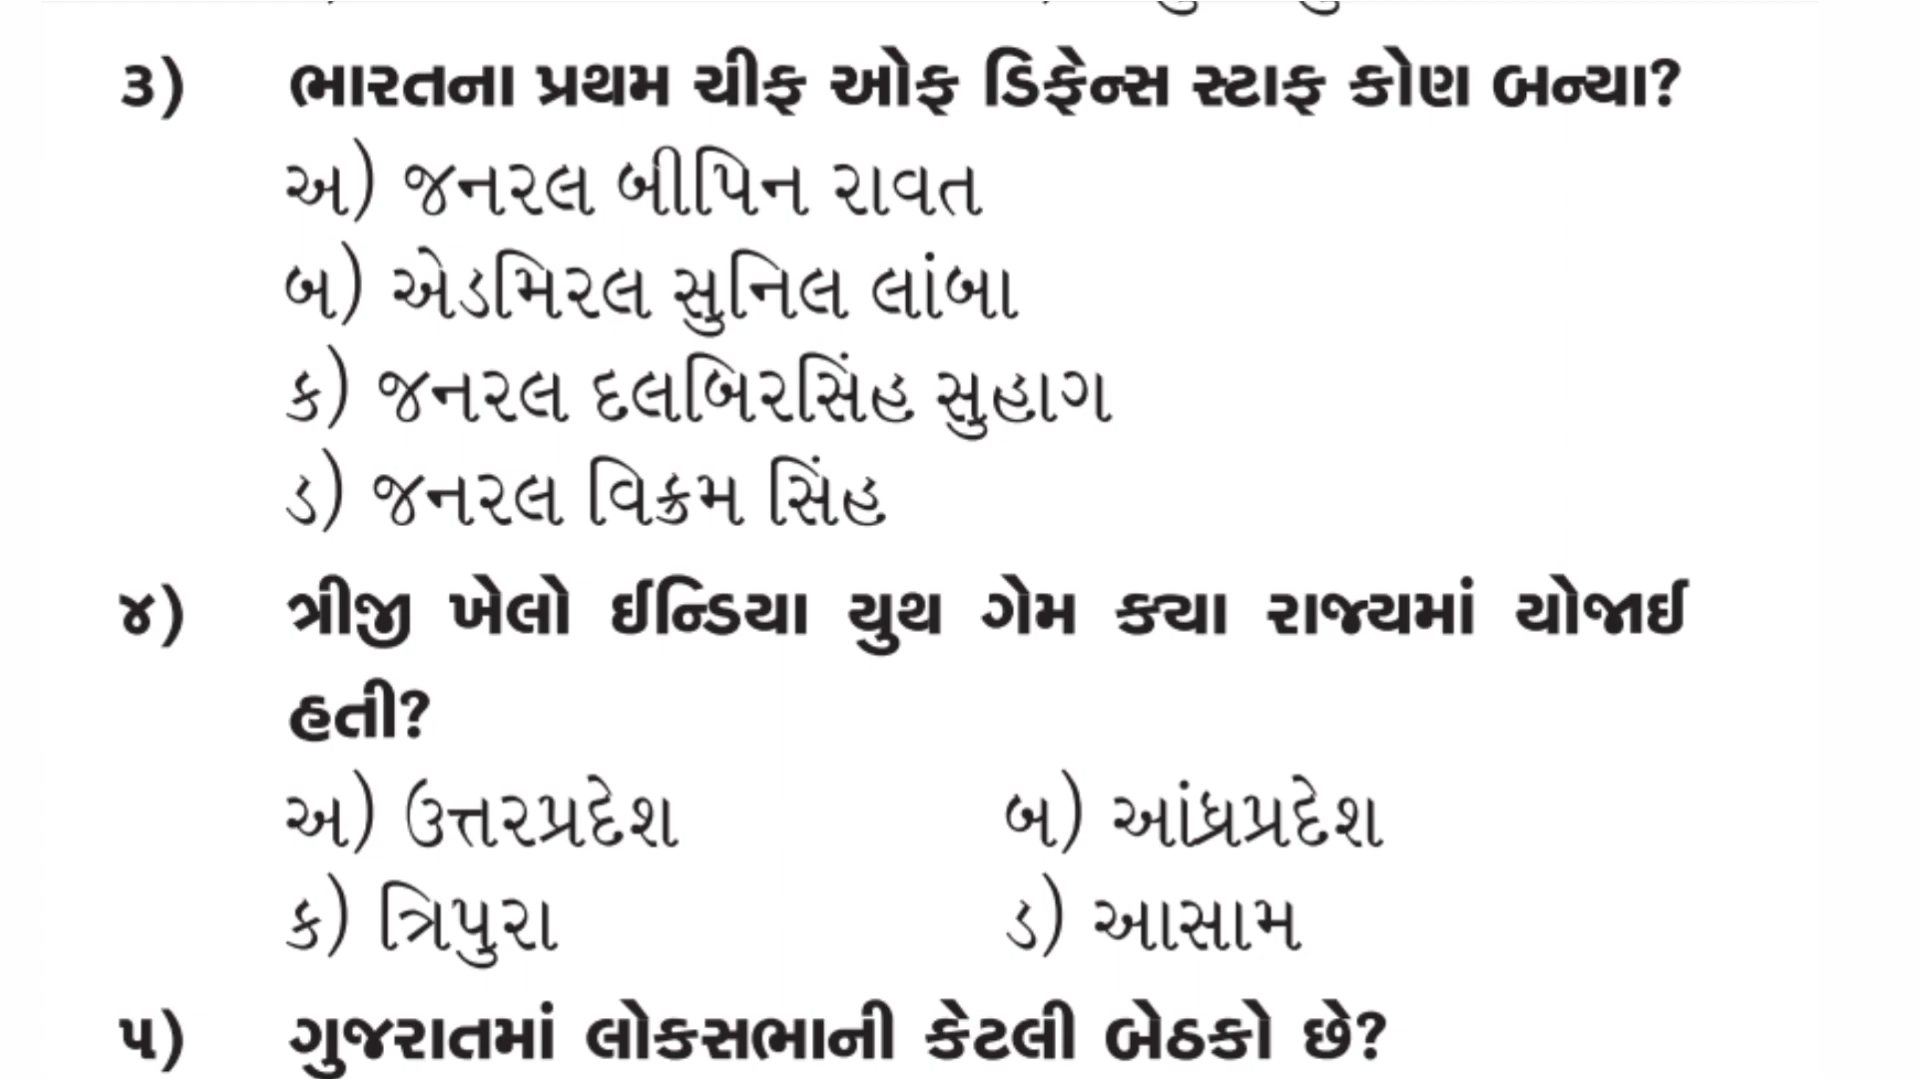 ૩) ભારતના પ્રથમ ચીફ ઓફ ડિફેન્સ સ્ટાફ કોણ બન્યા?
અ) જનરલ બીપિન રાવત
બ) એડમિરલ સુનિલ લાંબા
ક) જનરલ દલબિરસિંહ સુહાગ
ડ) જનરલ વિક્રમ સિંહ
૪) ત્રીજી ખેલો ઈન્ડિયા યુથ ગેમ ક્યા રાજ્યમાં યોજાઈ
હતી?
અ) ઉત્તરપ્રદેશ બ) આંધ્રપ્રદેશ
ક) ત્રિપુરા ડ) આસામ
૫) ગુજરાતમાં લોકસભાની કેટલી બેઠકો છે?